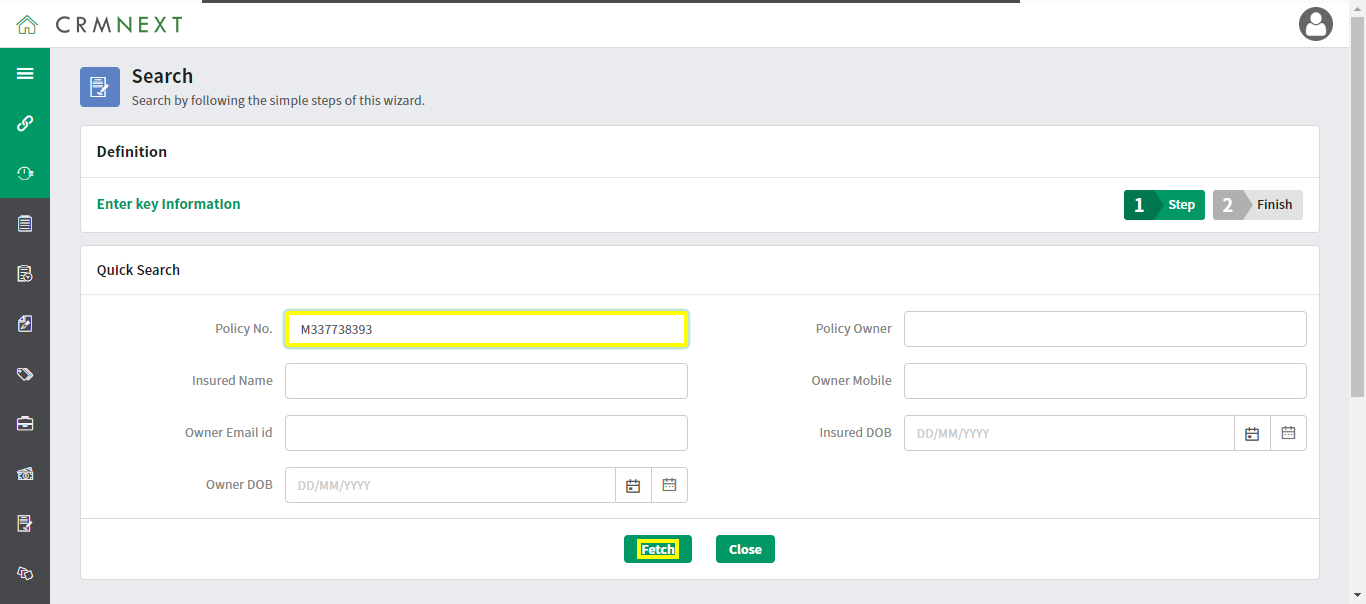 CRMNEXT
Search
Search by following the simple steps of this wizard.
Definition
Enter key Information
1 Step 2 Finish
Quick Search
Policy No. M337738393 Policy Owner
Insured Name Owner Mobile
Owner Email id Insured DOB DD/MM/YYYY
Owner DOB DD/MM/YYYY
Fetch Close